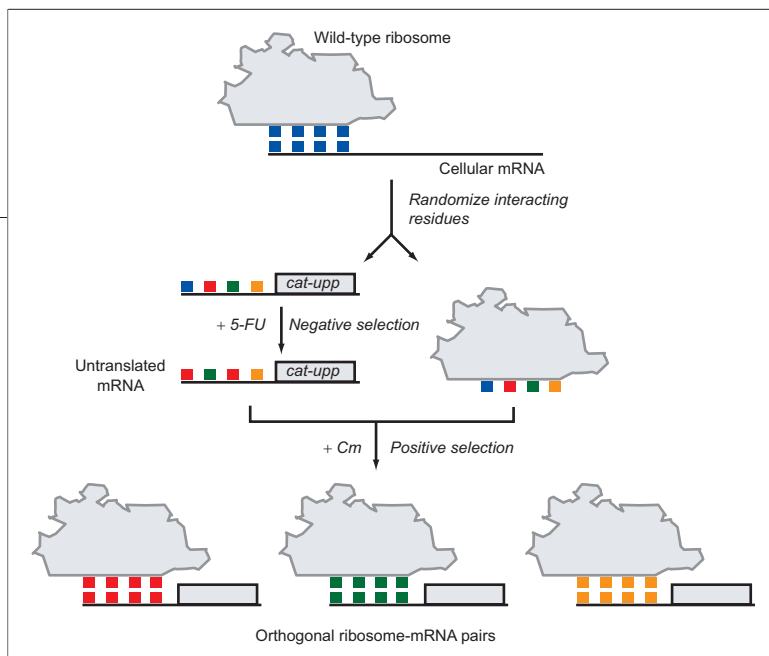 Wild-type ribosome
Cellular mRNA
Randomize interacting
residues
cat-upp
+ 5-FU
Negative selection
Untranslated
mRNA
cat-upp
+ Cm
Positive selection
Orthogonal ribosome-mRNA pairs